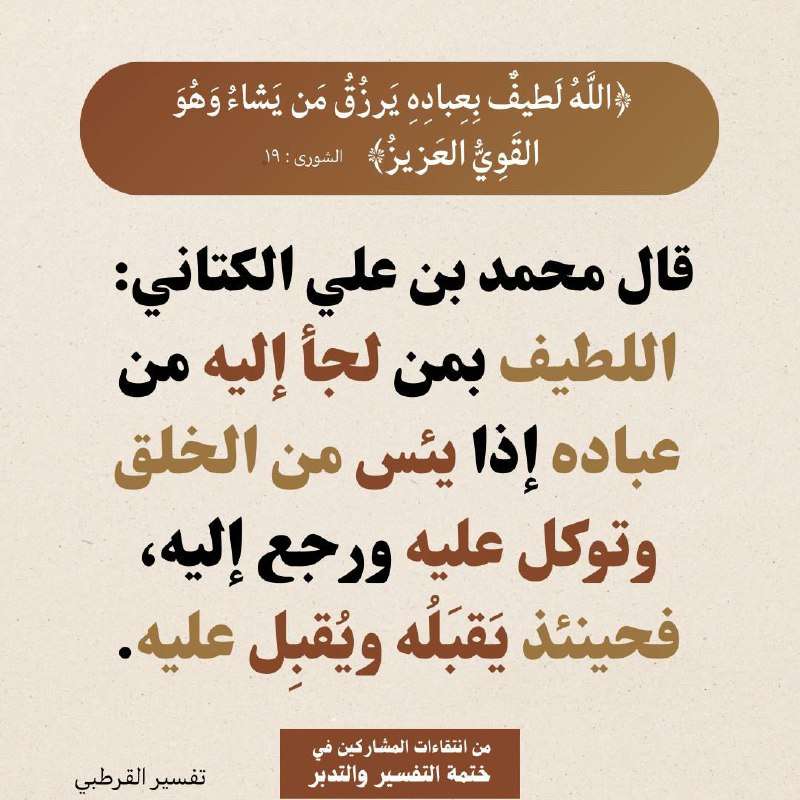 ﴿اللَّهُ لَطيفٌ بِعِبادِهِ يَرزُقُ مَن يَشاءُ وَهُوَ
القَوِيُّ العَزيزُ﴾ الشورى : ١٩.
قال محمد بن علي الكتاني:
اللطيف بمن لجأ إليه من
عباده إذا يئس من الخلق
وتوكل عليه ورجع إليه،
فحينئذ يَقبَلُه ويُقبِل عليه.
من انتقاءات المشاركين في
ختمة التفسير والتدبر
تفسير القرطبي